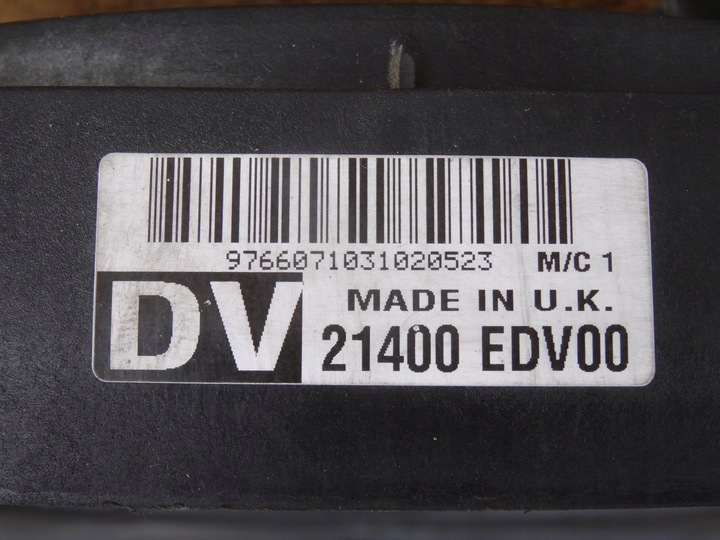 9766071031020523 M/C 1
DV
MADE IN U.K.
21400 EDV00